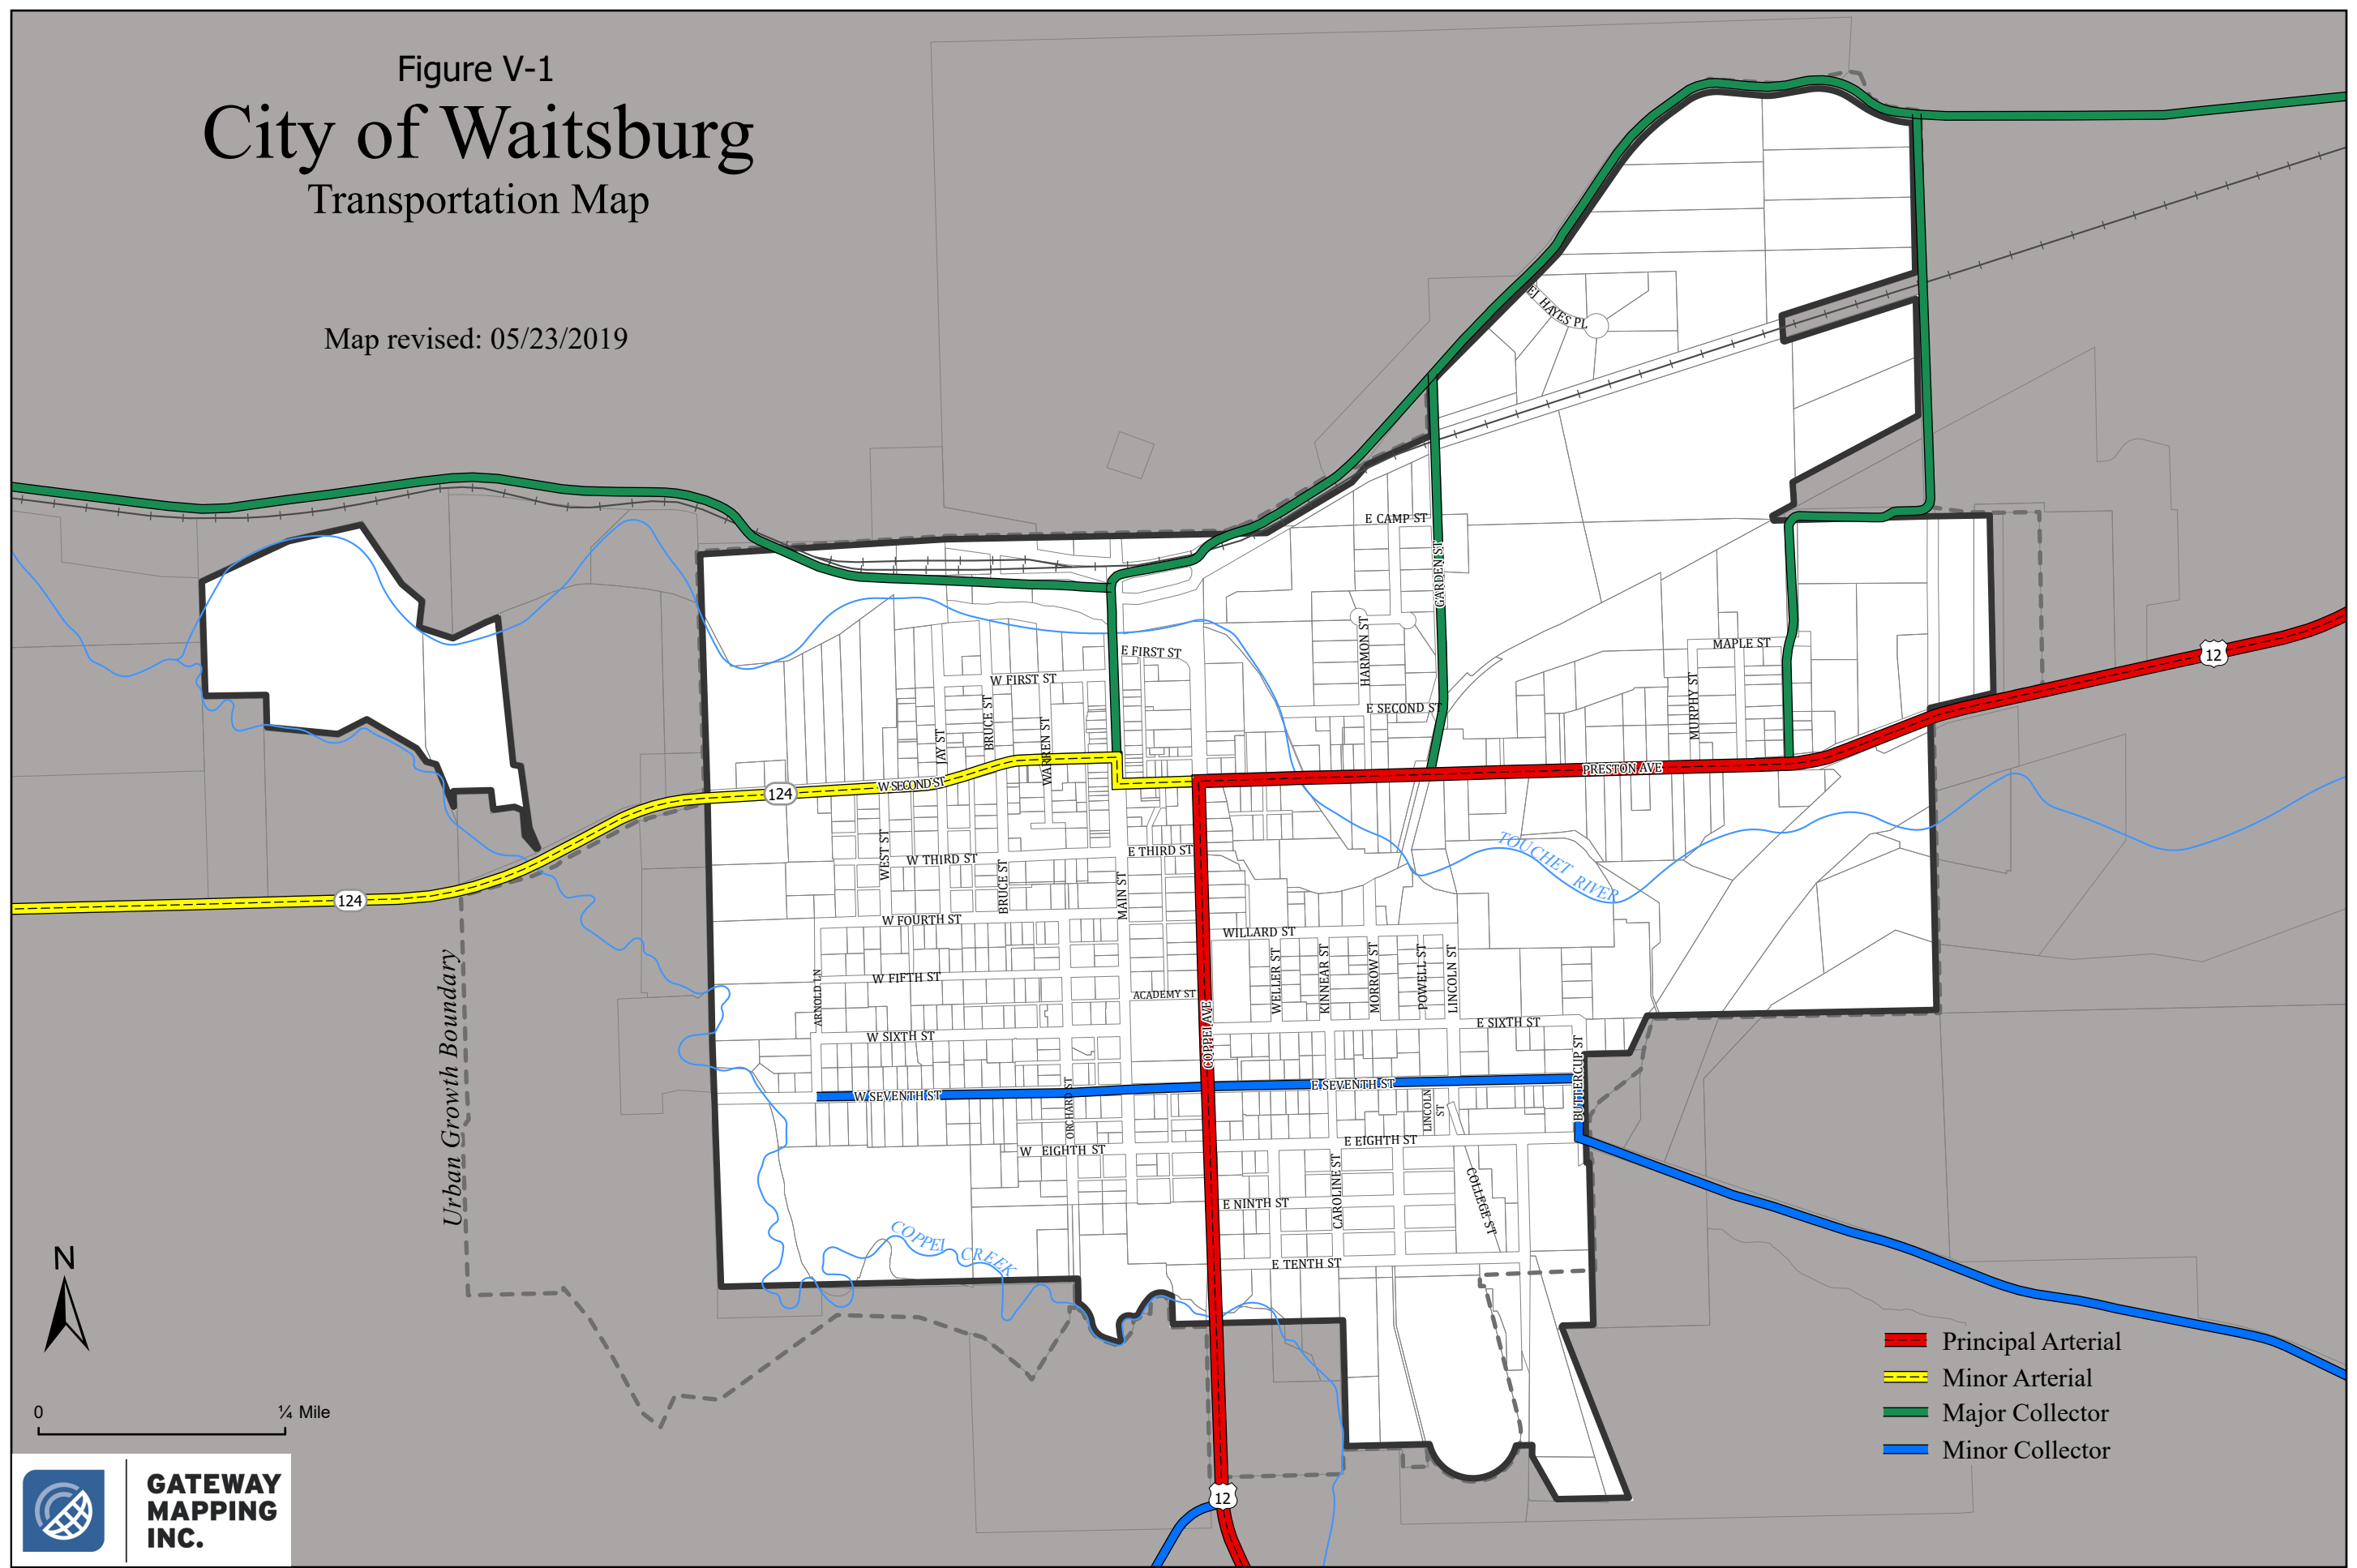 Figure V-1
City of Waitsburg
Transportation Map
Map revised: 05/23/2019
EJ HAYES PL
E CAMP ST
GARDEN ST
HARMON ST
E FIRST ST
W FIRST ST
MAPLE ST
MURPHY ST
E SECOND ST
BRUCE ST
JAY ST
WARREN ST
12
PRESTON AVE
W SECOND ST
124
124
WEST ST
W THIRD ST
E THIRD ST
BRUCE ST
MAIN ST
TOUCHET RIVER
W FOURTH ST
WILLARD ST
W FIFTH ST
ARNOLD LN
ACADEMY ST
WELLER ST
KINNEAR ST
MORROW ST
POWELL ST
LINCOLN ST
COPPEI AVE
W SIXTH ST
E SIXTH ST
BUTTERCUP ST
W SEVENTH ST
E SEVENTH ST
ORCHARD ST
LINCOLN
ST
W EIGHTH ST
E EIGHTH ST
CAROLINE ST
COLLEGE ST
E NINTH ST
E TENTH ST
COPPEI CREEK
Urban Growth Boundary
N
0 ¼ Mile
12
Principal Arterial
Minor Arterial
Major Collector
Minor Collector
GATEWAY
MAPPING
INC.